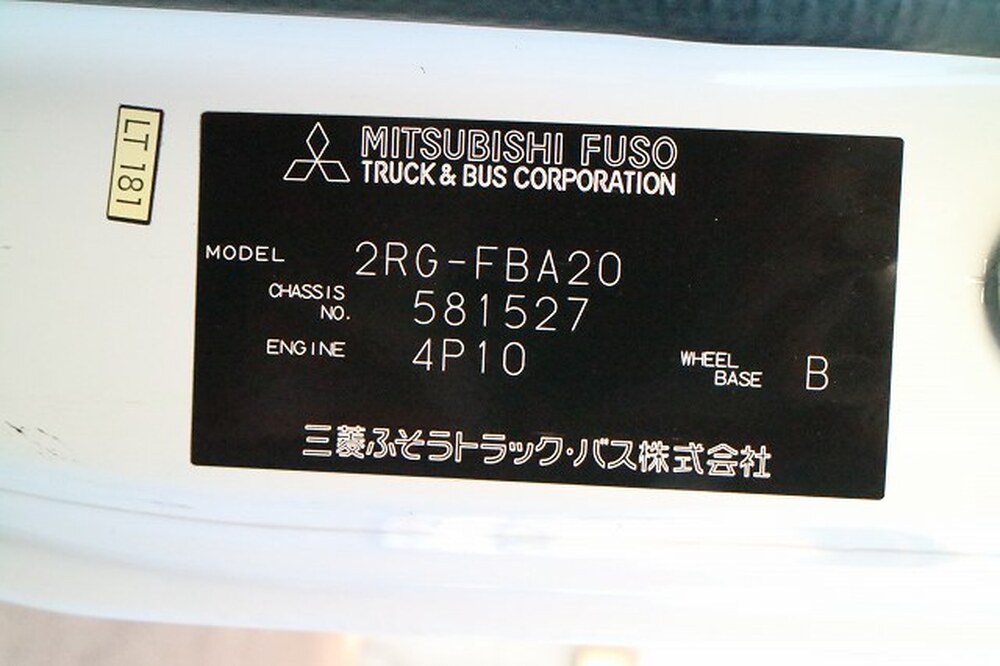 LT 181
MITSUBISHI FUSO
TRUCK & BUS CORPORATION
MODEL 2RG-FBA20
CHASSIS NO. 581527
ENGINE 4P10
WHEEL BASE B
三菱ふそうトラック・バス株式会社